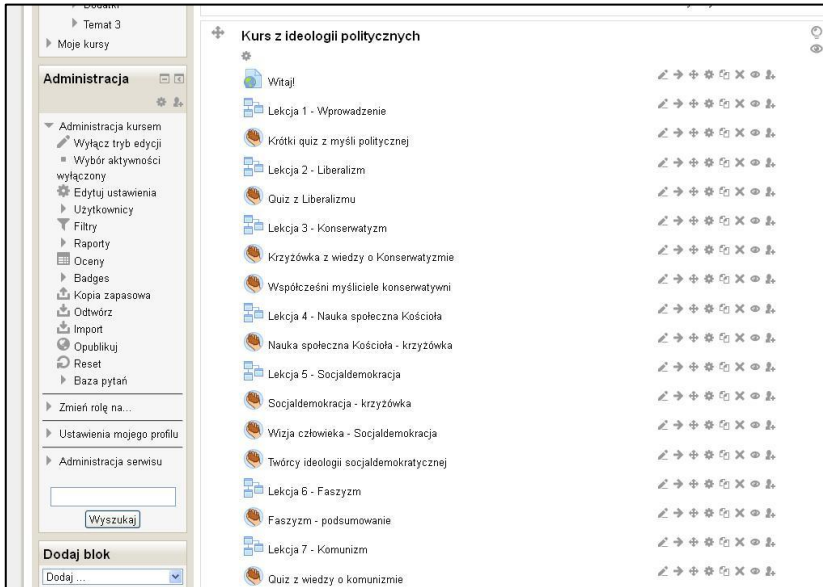 Temat 3
Moje kursy
Administracja
Administracja kursem
Wyłącz tryb edycji
Wybór aktywności
wyłączony
Edytuj ustawienia
Użytkownicy
Filtry
Raporty
Oceny
Badges
Kopia zapasowa
Odtwórz
Import
Opublikuj
Reset
Baza pytań
Zmień rolę na...
Ustawienia mojego profilu
Administracja serwisu
Wyszukaj
Dodaj blok
Dodaj ...
Kurs z ideologii politycznych
Witaj!
Lekcja 1 - Wprowadzenie
Krótki quiz z myśli politycznej
Lekcja 2 - Liberalizm
Quiz z Liberalizmu
Lekcja 3 - Konserwatyzm
Krzyżówka z wiedzy o Konserwatyzmie
Współcześni myśliciele konserwatywni
Lekcja 4 - Nauka społeczna Kościoła
Nauka społeczna Kościoła - krzyżówka
Lekcja 5 - Socjaldemokracja
Socjaldemokracja - krzyżówka
Wizja człowieka - Socjaldemokracja
Twórcy ideologii socjaldemokratycznej
Lekcja 6 - Faszyzm
Faszyzm - podsumowanie
Lekcja 7 - Komunizm
Quiz z wiedzy o komunizmie